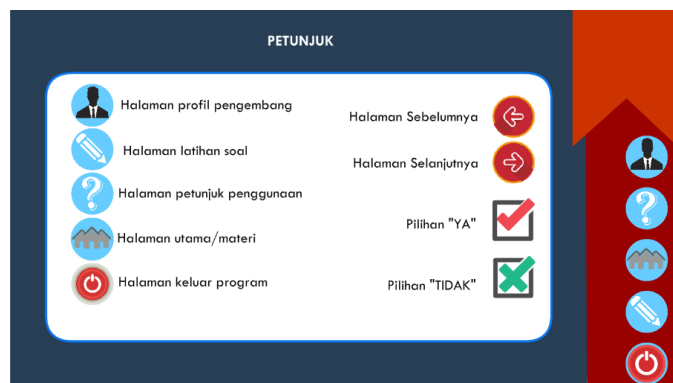 PETUNJUK
Halaman profil pengembang
Halaman latihan soal
Halaman petunjuk penggunaan
Halaman utama/materi
Halaman keluar program
Halaman Sebelumnya
Halaman Selanjutnya
Pilihan "YA"
Pilihan "TIDAK"